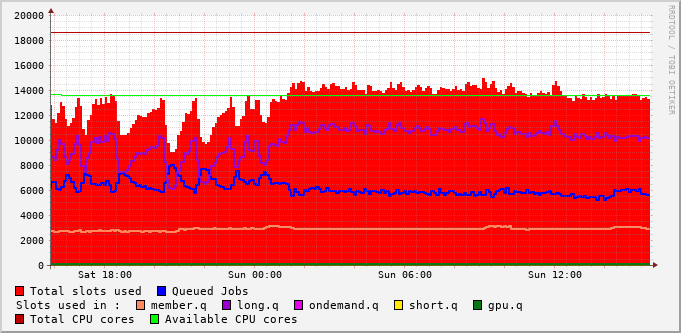 20000
18000
16000
14000
12000
10000
8000
6000
4000
2000
0
Sat 18:00 Sun 00:00 Sun 06:00 Sun 12:00
RRDTOOL / TOBI OETIKER
Total slots used Queued Jobs
Slots used in : member.q long.q ondemand.q short.q gpu.q
Total CPU cores Available CPU cores